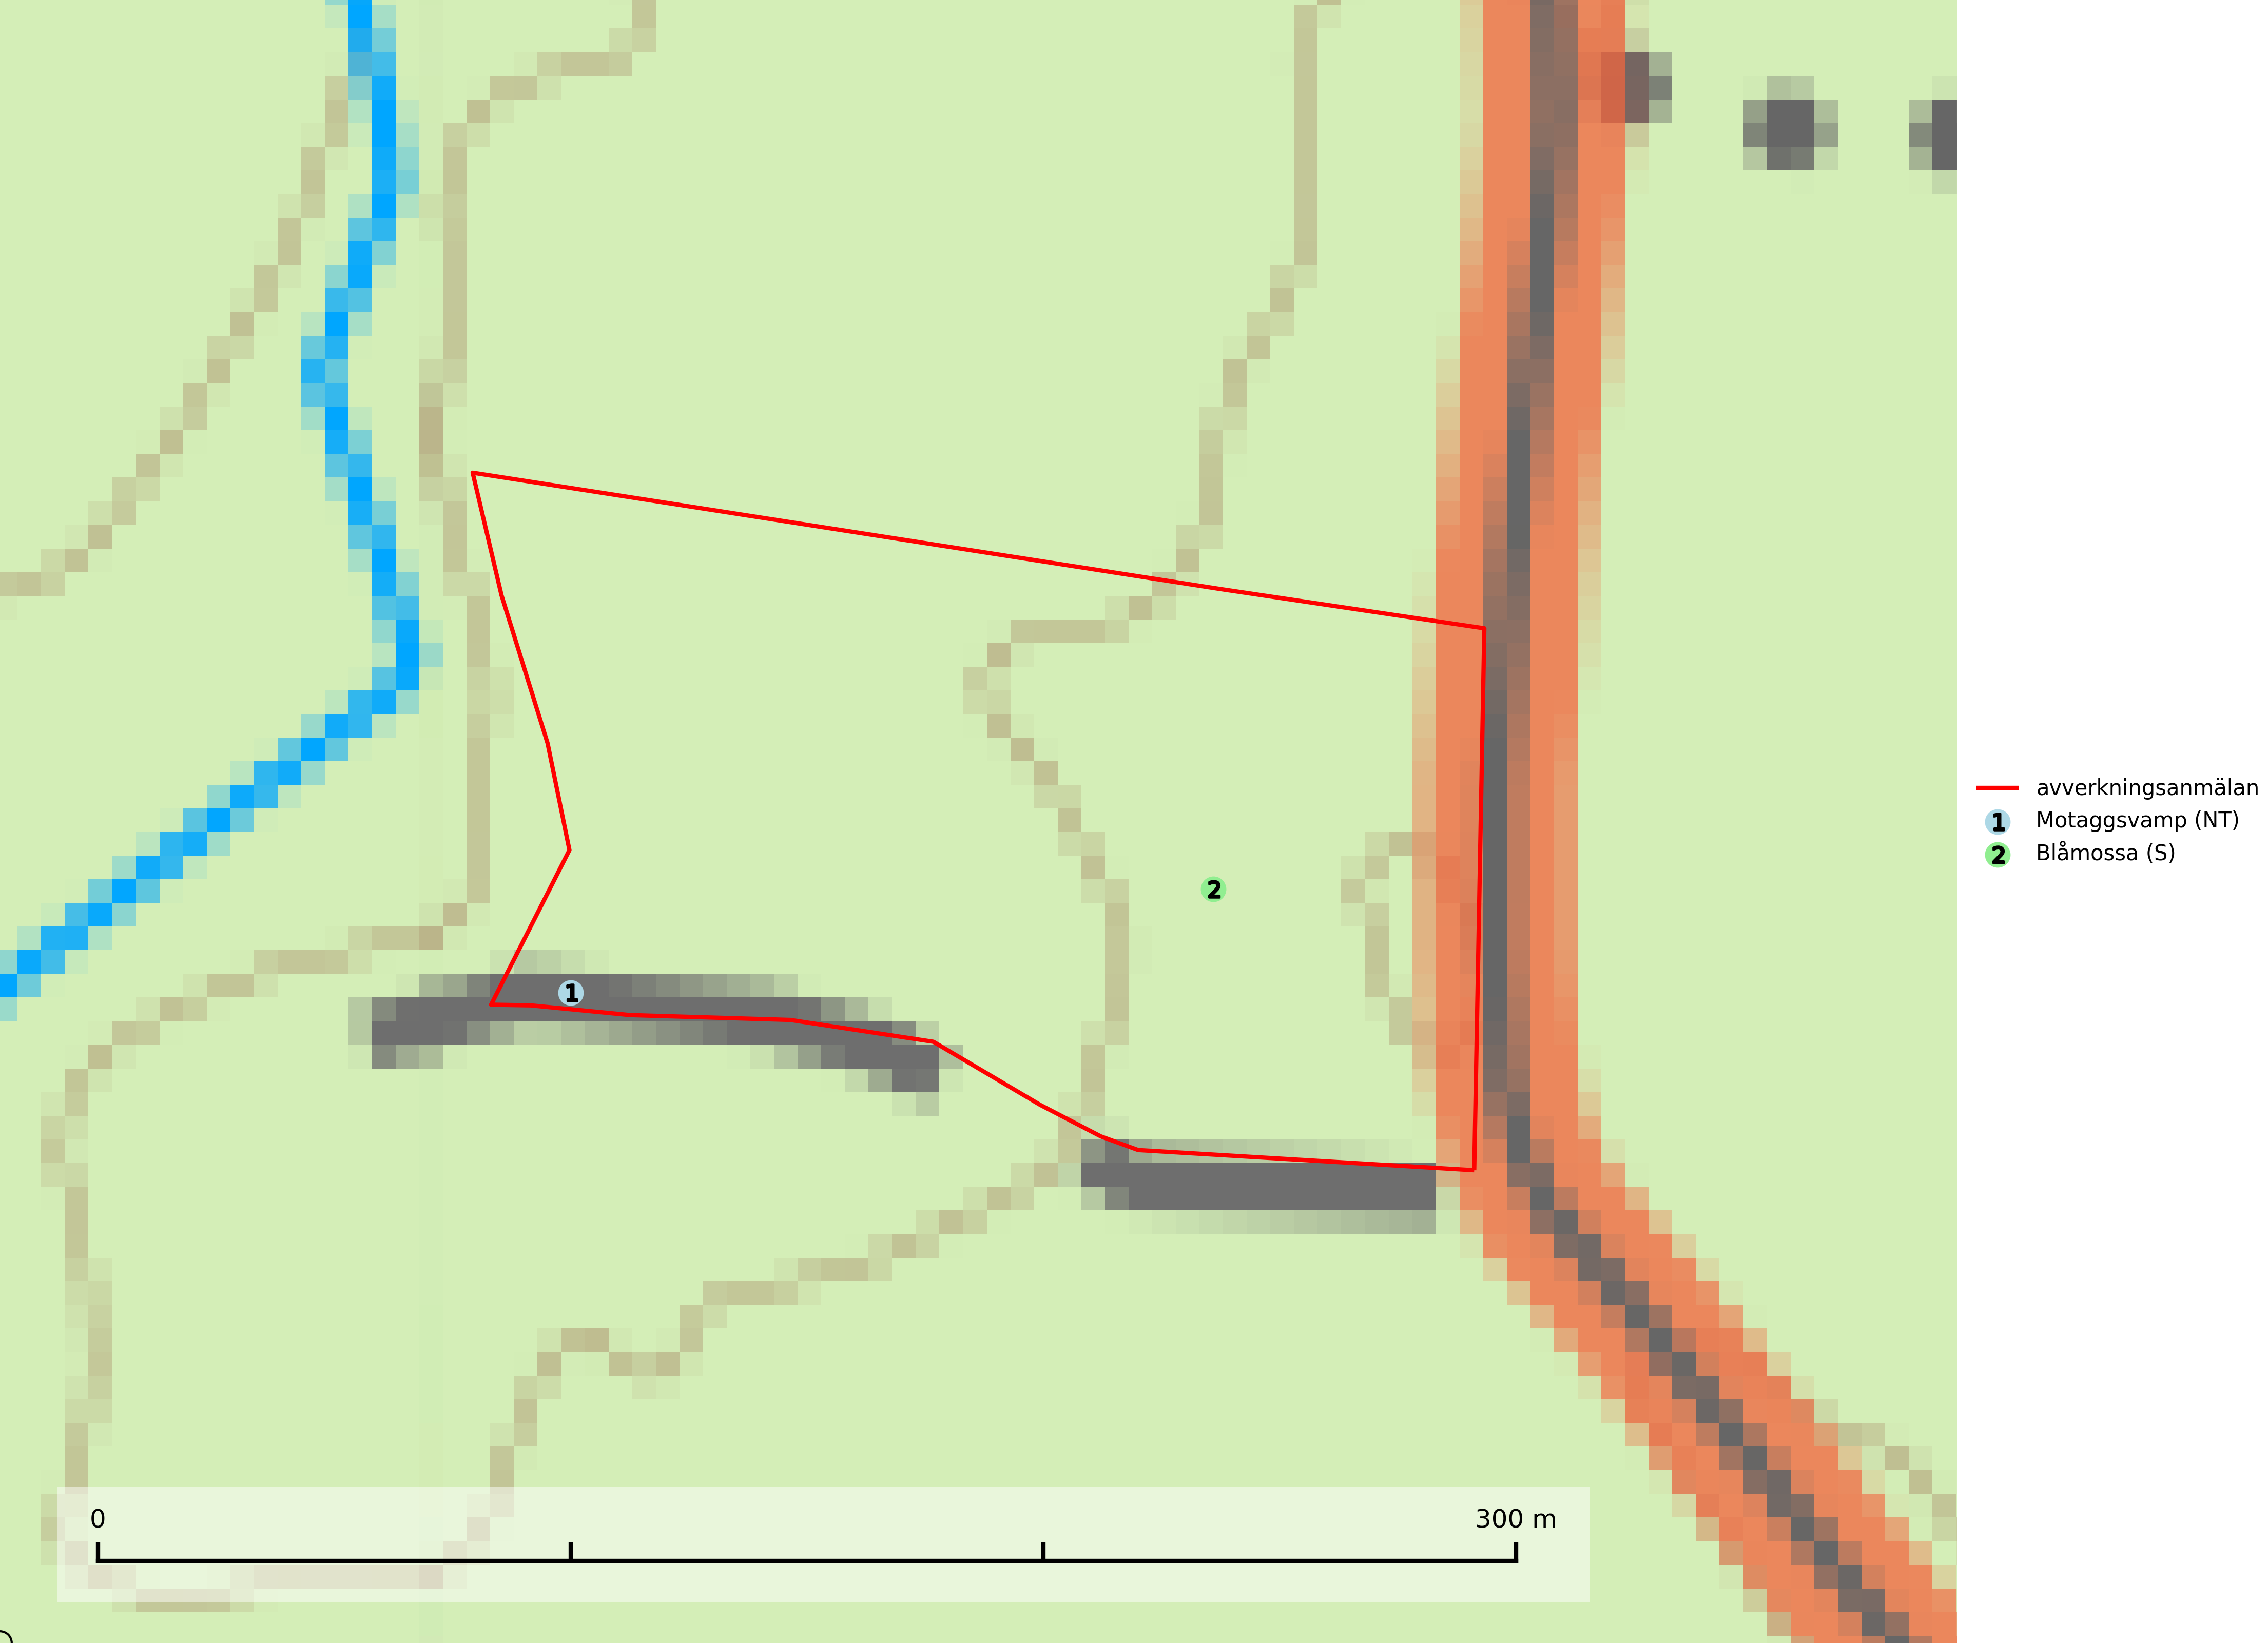 2
1
avverkningsanmälan
1 Motaggsvamp (NT)
2 Blåmossa (S)
0 300 m